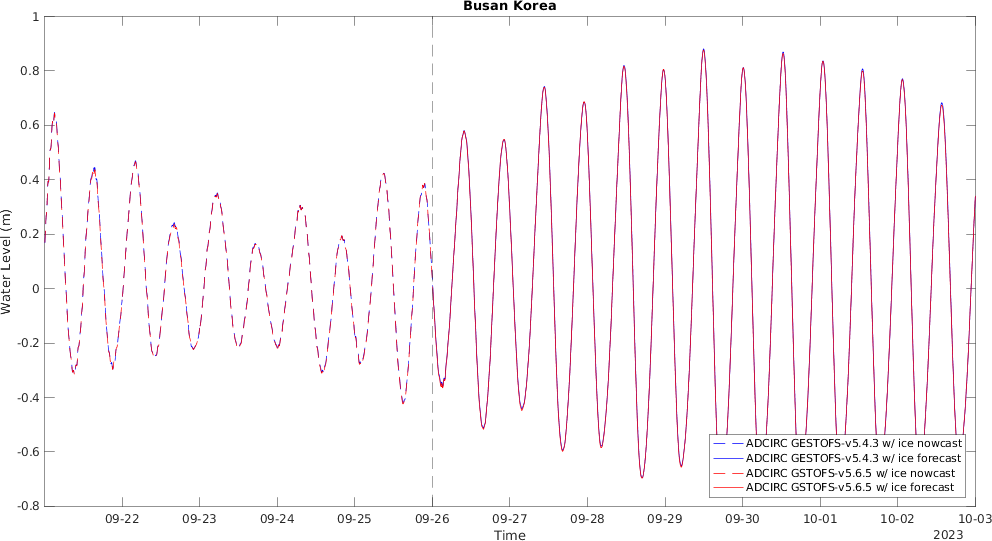 Busan Korea
1
0.8
0.6
0.4
0.2
0
-0.2
-0.4
-0.6
-0.8
Water Level (m)
ADCIRC GESTOFS-v5.4.3 w/ ice nowcast
ADCIRC GESTOFS-v5.4.3 w/ ice forecast
ADCIRC GSTOFS-v5.6.5 w/ ice nowcast
ADCIRC GSTOFS-v5.6.5 w/ ice forecast
09-22 09-23 09-24 09-25 09-26 09-27 09-28 09-29 09-30 10-01 10-02 10-03
Time
2023